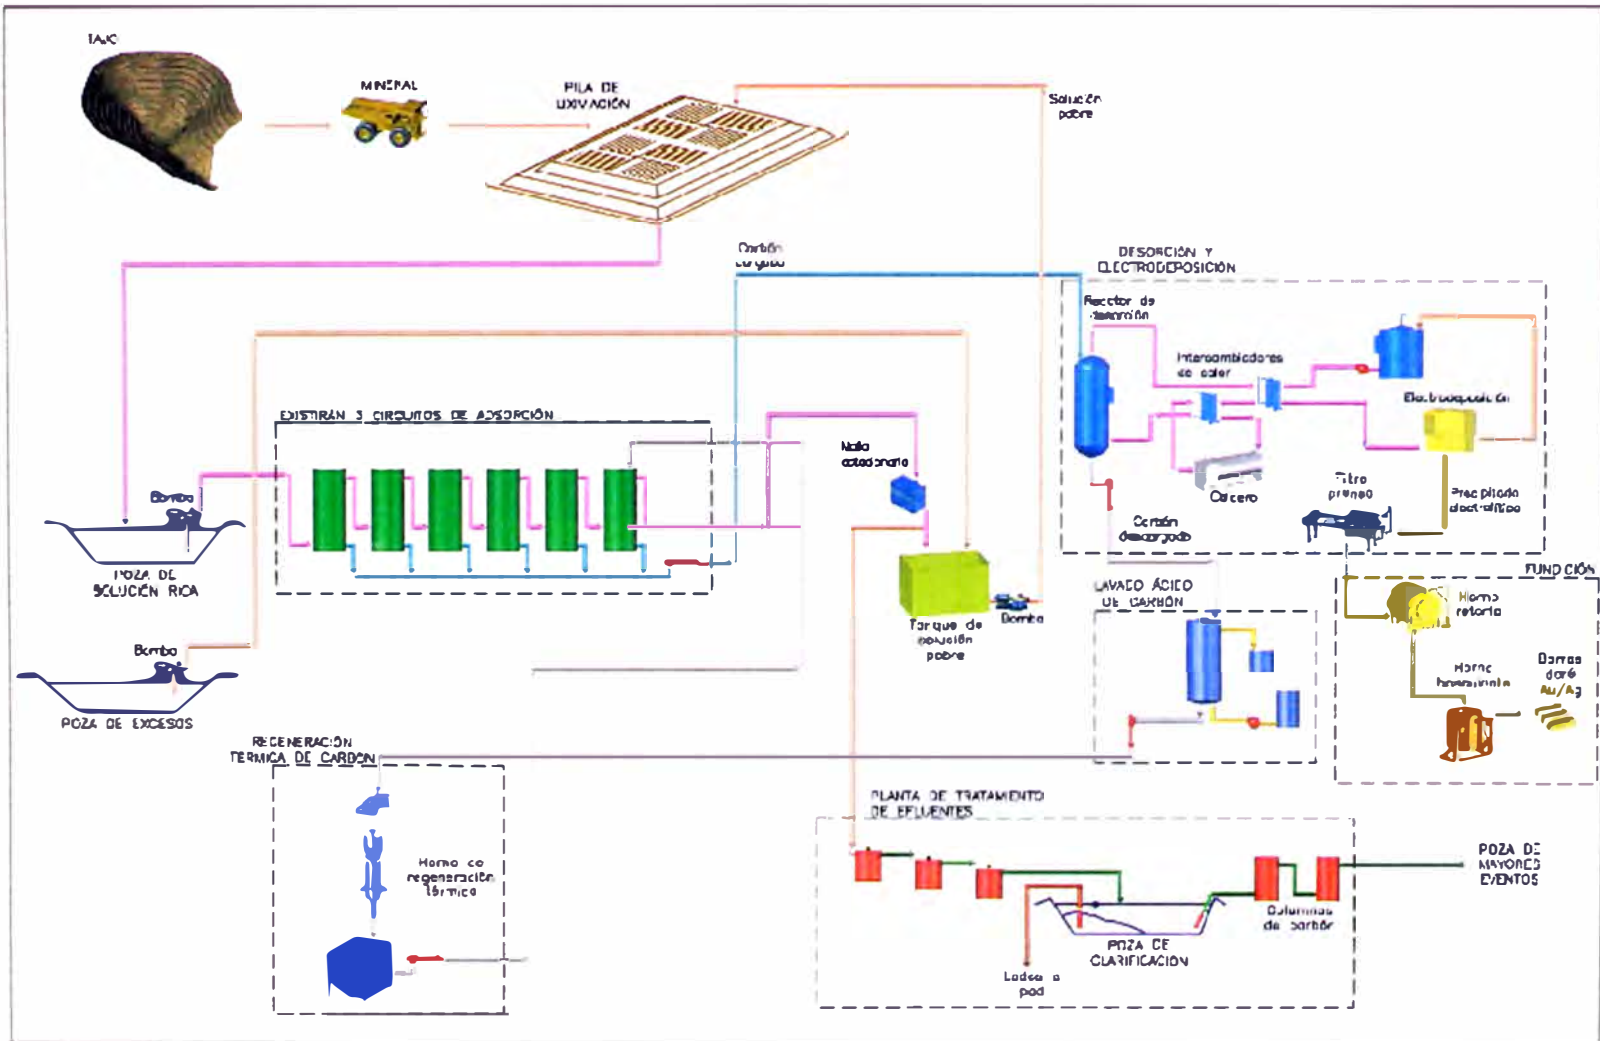 TAJO
MINERAL
PILA DE
LIXIVIACIÓN
Solución
pobre
Carbón
cargado
DESORCIÓN Y
ELECTRODEPOSICIÓN
Reactor de
desorción
Intercambiadores
de calor
Electrodeposición
EXISTIRÁN 3 CIRCUITOS DE ADSORCIÓN
Malla
estacionaria
Bomba
Caldero
Filtro
prensa
Precipitado
electrolítico
Carbón
descargado
POZA DE
SOLUCIÓN RICA
Tanque de
solución
pobre
Bomba
LAVADO ÁCIDO
DE CARBÓN
FUNDICIÓN
Horno
retorta
Bomba
POZA DE EXCESOS
Horno
Barras
doré
Au/Ag
REGENERACIÓN
TÉRMICA DE CARBÓN
Horno de
regeneración
térmica
PLANTA DE TRATAMIENTO
DE EFLUENTES
POZA DE
MAYORES
EVENTOS
Columnas
de carbón
POZA DE
CLARIFICACIÓN
Lodos a
pad